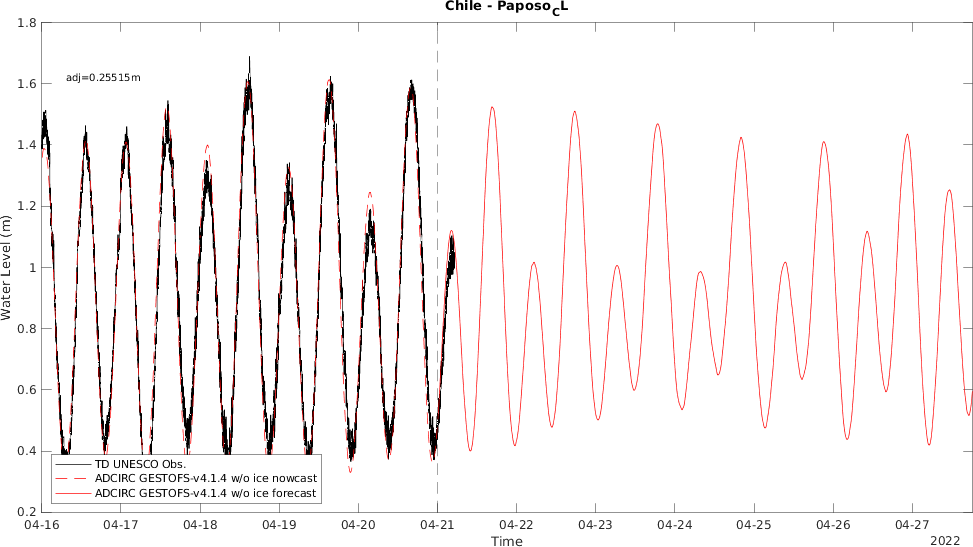 Chile - Paposo_CL
1.8
1.6
1.4
1.2
1
0.8
0.6
0.4
0.2
adj=0.25515m
Water Level (m)
TD UNESCO Obs.
ADCIRC GESTOFS-v4.1.4 w/o ice nowcast
ADCIRC GESTOFS-v4.1.4 w/o ice forecast
04-16 04-17 04-18 04-19 04-20 04-21 04-22 04-23 04-24 04-25 04-26 04-27
Time
2022